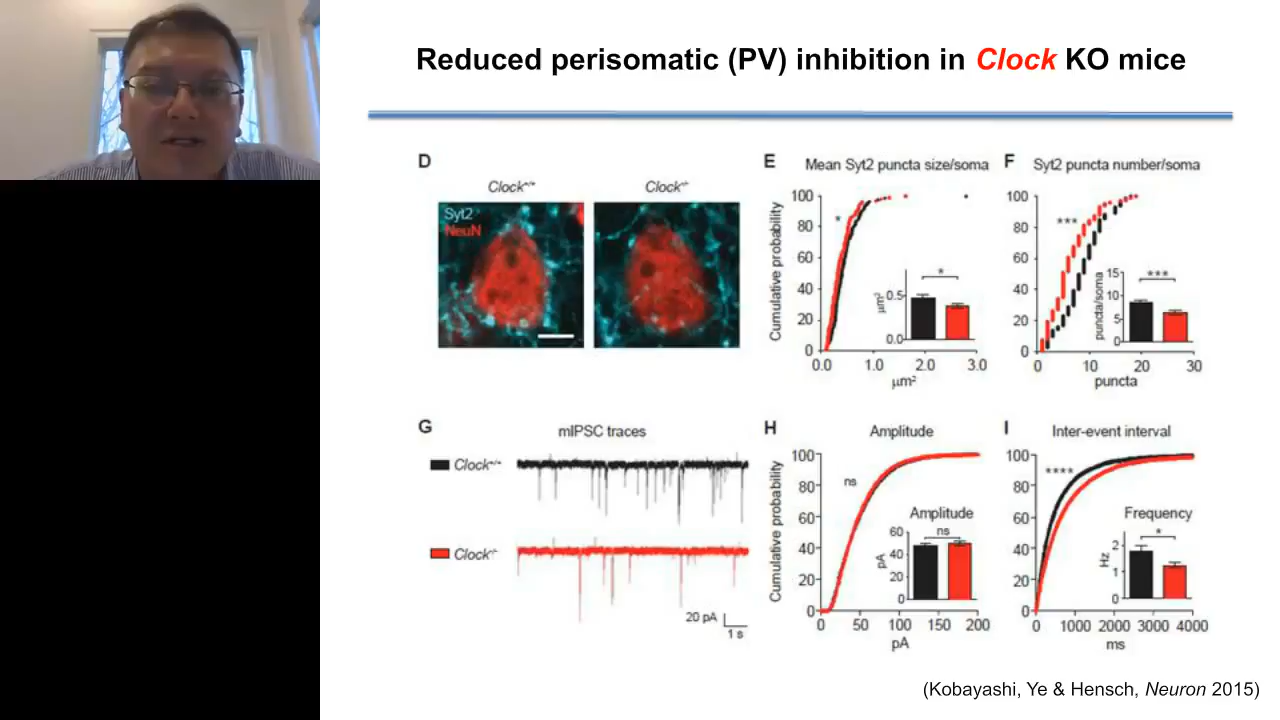 Reduced perisomatic (PV) inhibition in Clock KO mice
D
Clock+/+
Clock-/-
Syt2
NeuN
E
Mean Syt2 puncta size/soma
Cumulative probability
100
80
60
40
20
0
*
0.0
1.0
2.0
3.0
µm²
µm²
0.5
0.0
*
F
Syt2 puncta number/soma
100
80
60
40
20
0
***
0
10
20
30
puncta
puncta/soma
15
10
5
0
***
G
mIPSC traces
Clock+/+
Clock-/-
20 pA
1 s
H
Amplitude
Cumulative probability
100
80
60
40
20
0
ns
0
50
100
150
200
pA
Amplitude
pA
60
40
20
0
ns
I
Inter-event interval
100
80
60
40
20
0
****
0
1000
2000
3000
4000
ms
Frequency
Hz
2
1
0
*
(Kobayashi, Ye & Hensch, Neuron 2015)